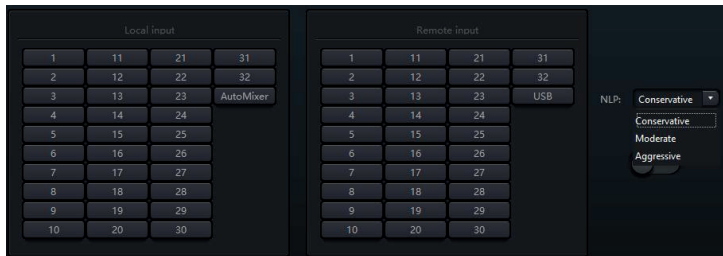 Local input
1 11 21 31
2 12 22 32
3 13 23 AutoMixer
4 14 24
5 15 25
6 16 26
7 17 27
8 18 28
9 19 29
10 20 30
Remote input
1 11 21 31
2 12 22 32
3 13 23 USB
4 14 24
5 15 25
6 16 26
7 17 27
8 18 28
9 19 29
10 20 30
NLP: Conservative
Conservative
Moderate
Aggressive